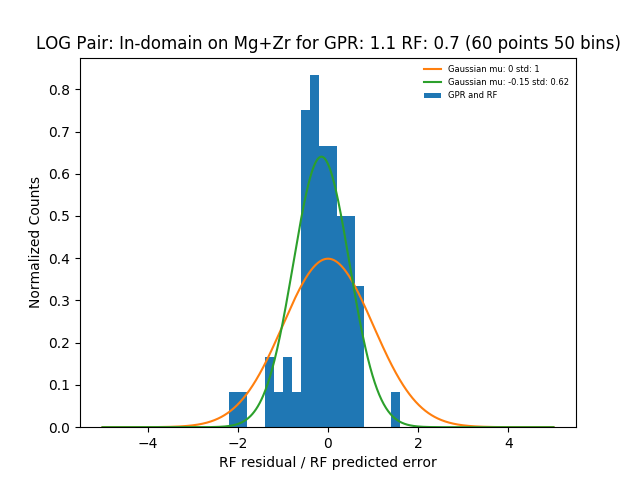 LOG Pair: In-domain on Mg+Zr for GPR: 1.1 RF: 0.7 (60 points 50 bins)
Gaussian mu: 0 std: 1
Gaussian mu: -0.15 std: 0.62
GPR and RF
Normalized Counts
0.8
0.7
0.6
0.5
0.4
0.3
0.2
0.1
0.0
−4 −2 0 2 4
RF residual / RF predicted error